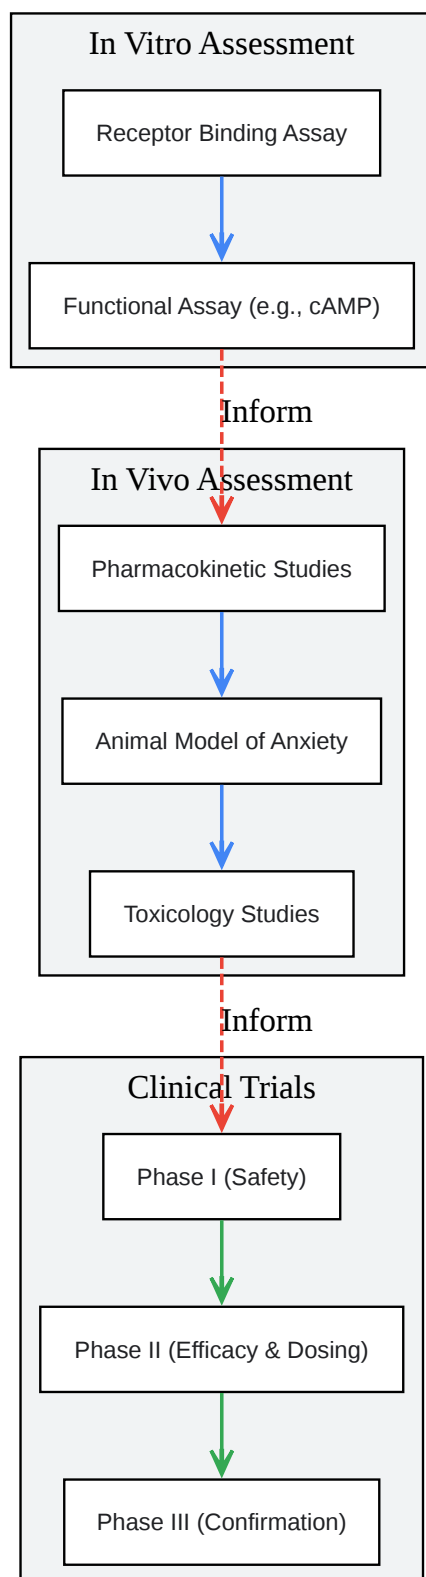 In Vitro Assessment
Receptor Binding Assay
Functional Assay (e.g., cAMP)
Inform
In Vivo Assessment
Pharmacokinetic Studies
Animal Model of Anxiety
Toxicology Studies
Inform
Clinical Trials
Phase I (Safety)
Phase II (Efficacy & Dosing)
Phase III (Confirmation)